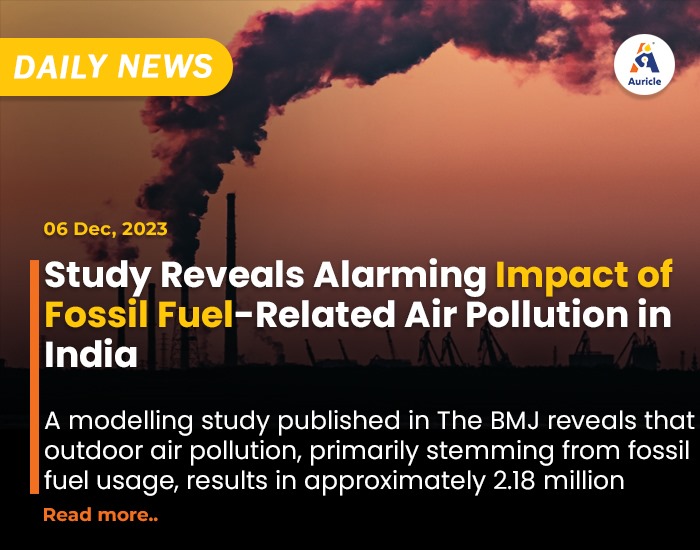 DAILY NEWS
Auricle
06 Dec, 2023
Study Reveals Alarming Impact of
Fossil Fuel-Related Air Pollution in
India
A modelling study published in The BMJ reveals that
outdoor air pollution, primarily stemming from fossil
fuel usage, results in approximately 2.18 million
Read more..